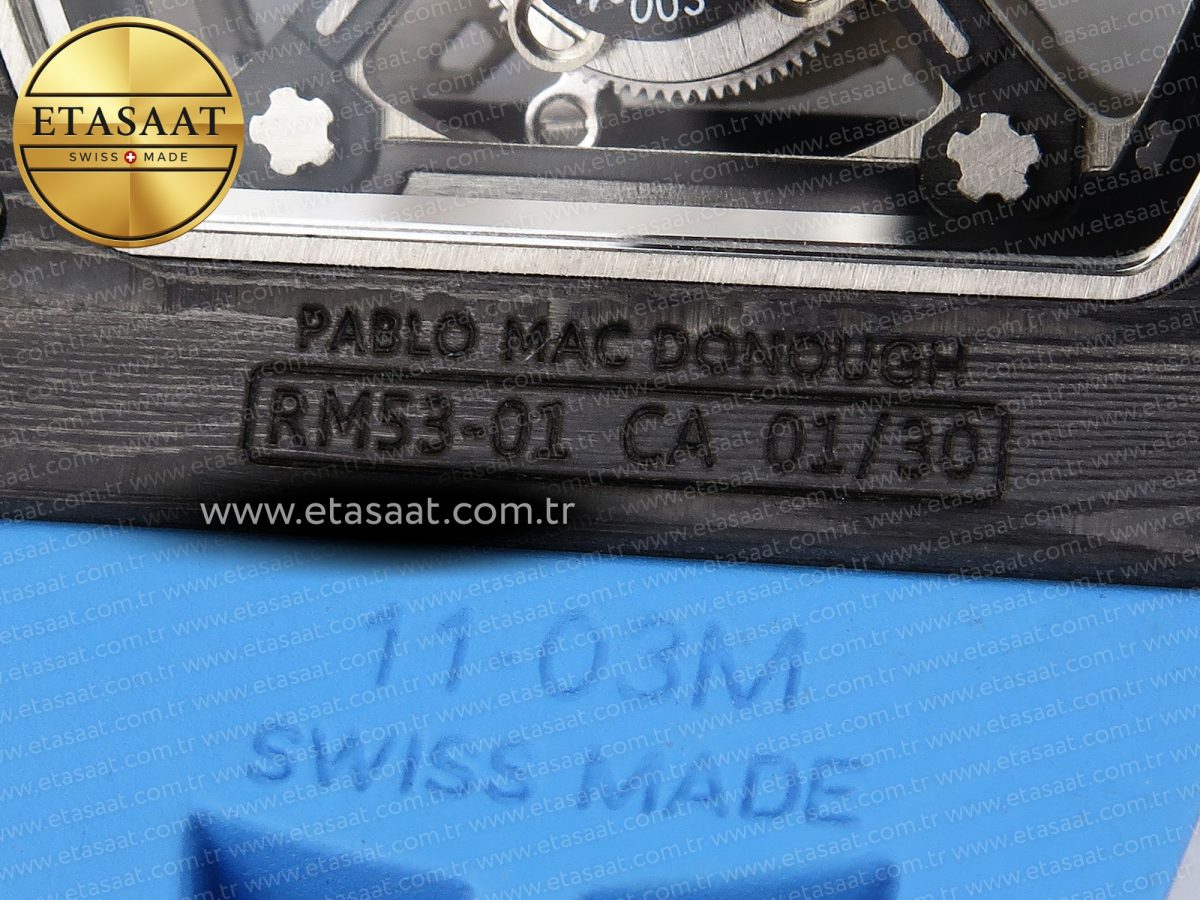 003
ETASAAT
SWISS MADE
PABLO MAC DONOUGH
RM53-01 CA 01/30
www.etasaat.com.tr
11-03M
SWISS MADE